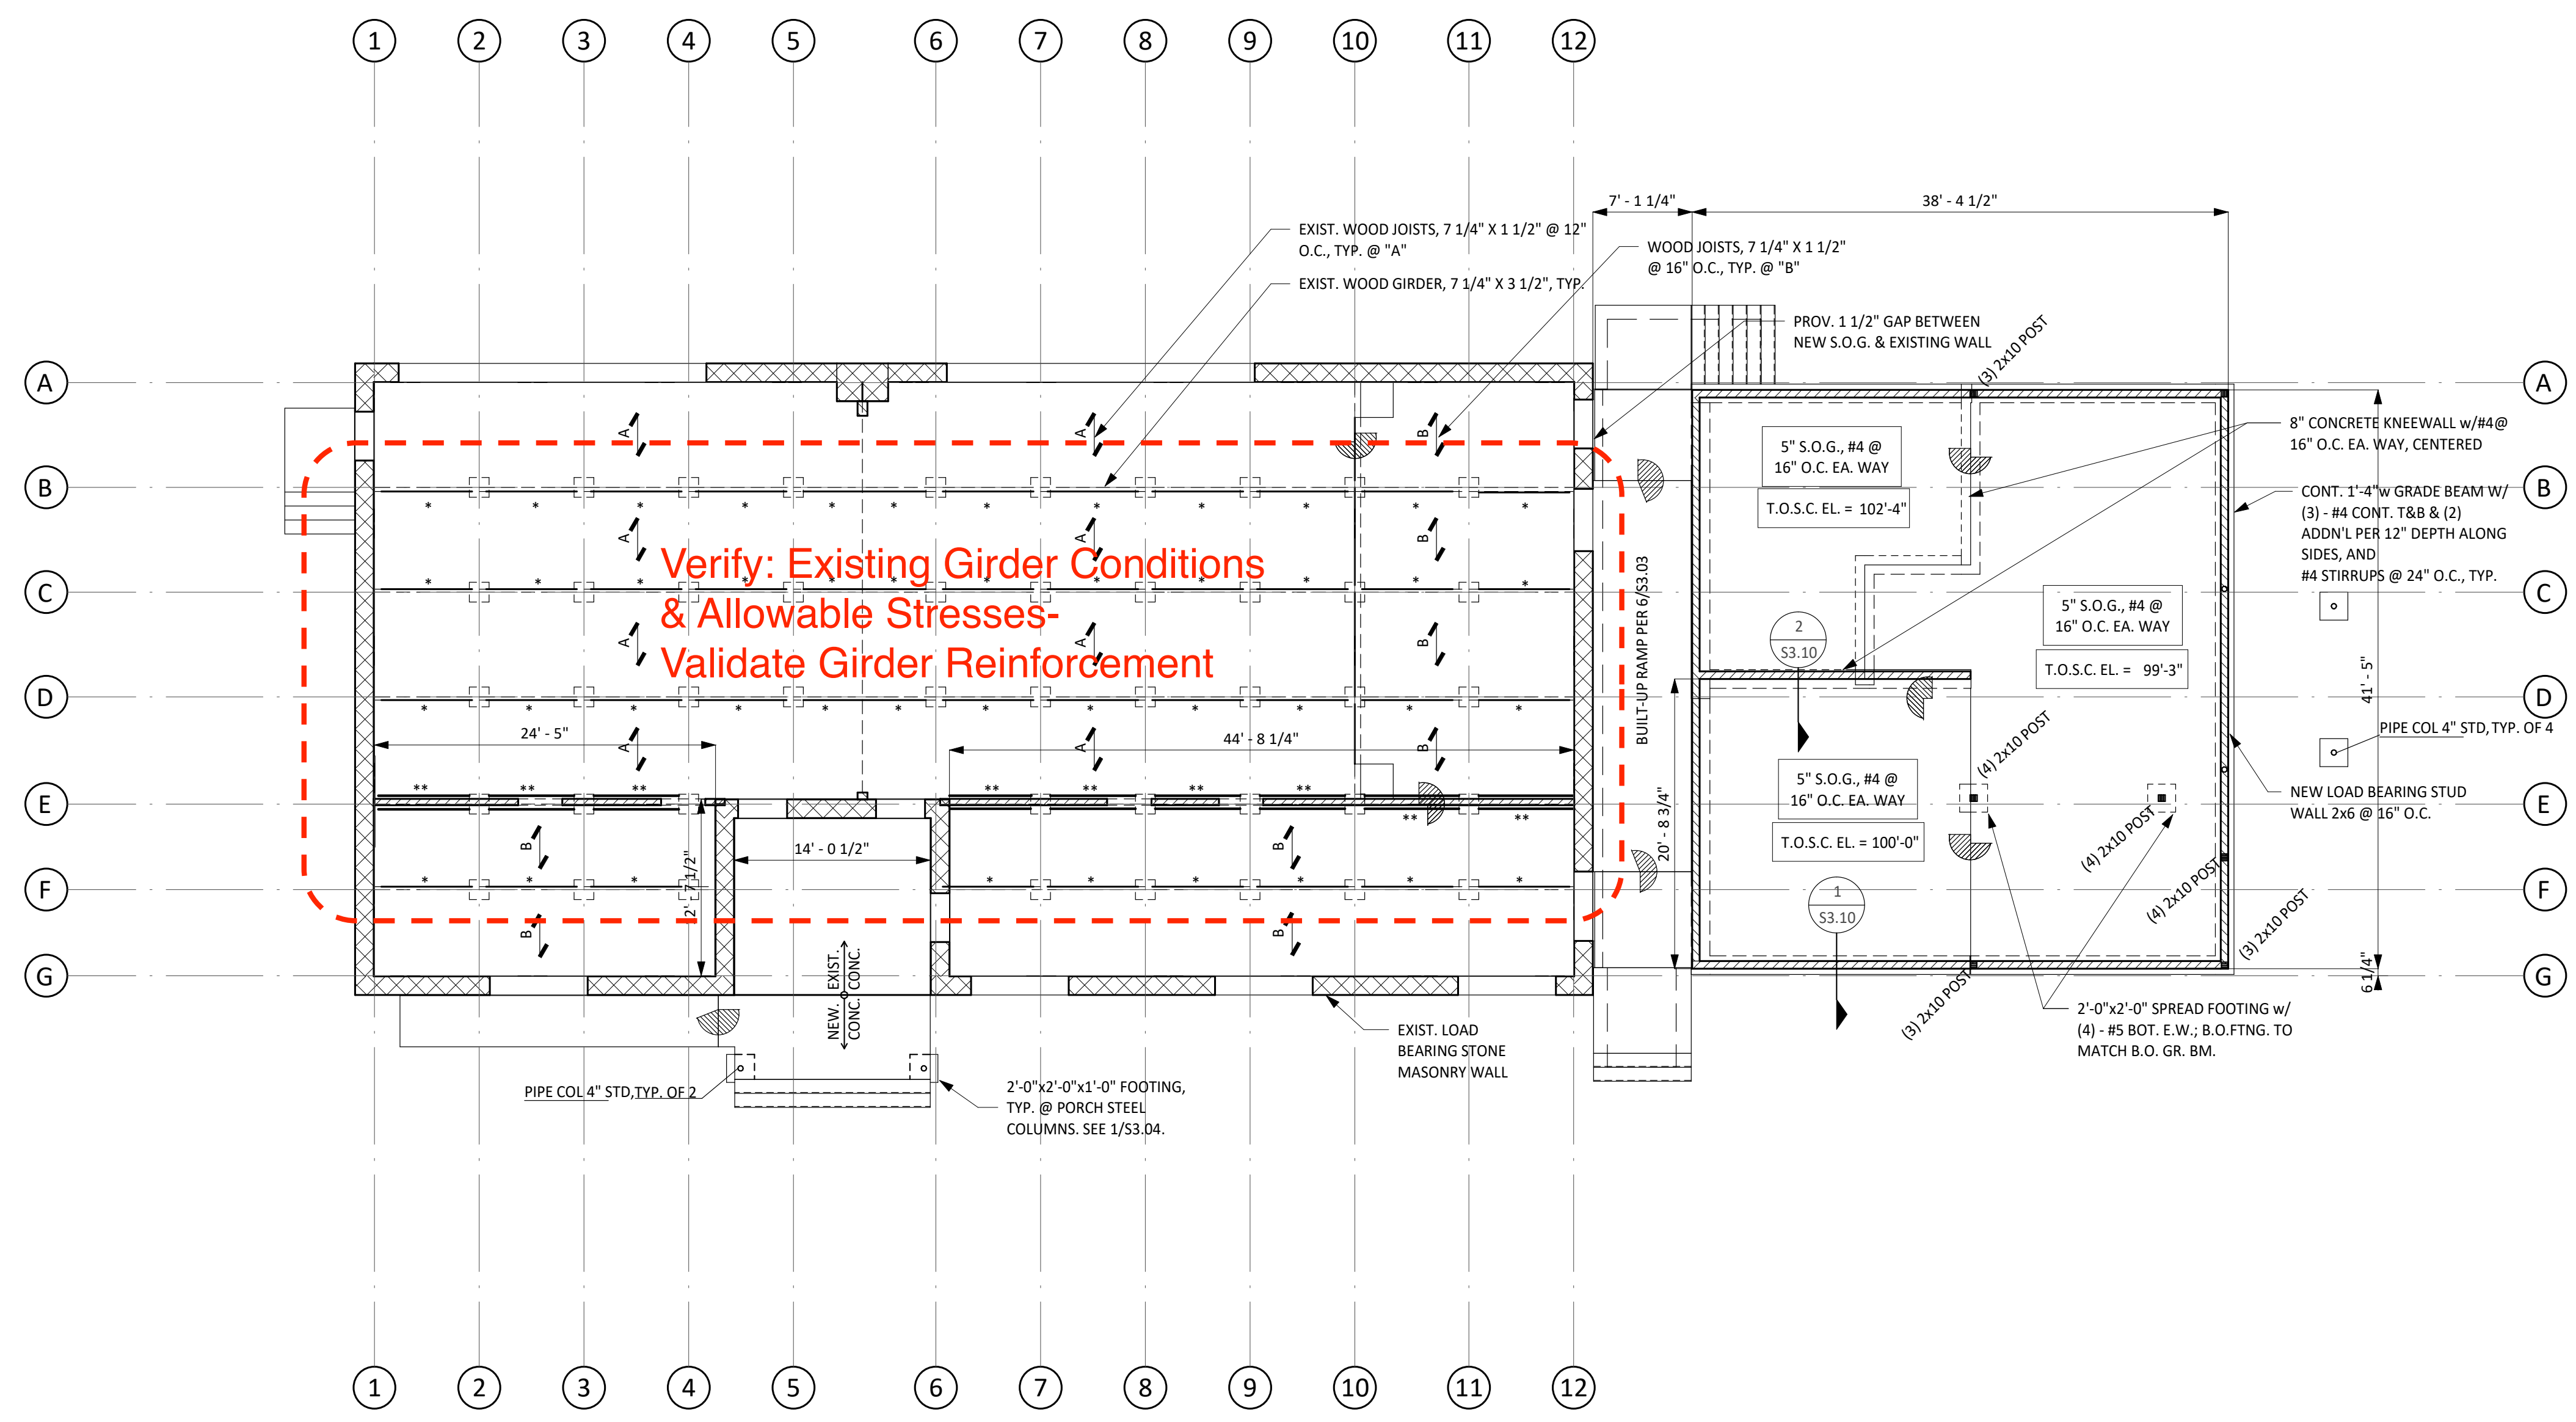 1 2 3 4 5 6 7 8 9 10 11 12
7' - 1 1/4"
38' - 4 1/2"
EXIST. WOOD JOISTS, 7 1/4" X 1 1/2" @ 12"
O.C., TYP. @ "A"
EXIST. WOOD GIRDER, 7 1/4" X 3 1/2", TYP.
WOOD JOISTS, 7 1/4" X 1 1/2"
@ 16" O.C., TYP. @ "B"
PROV. 1 1/2" GAP BETWEEN
NEW S.O.G. & EXISTING WALL
(3) 2x10 POST
A A
A A B
8" CONCRETE KNEEWALL w/#4@
16" O.C. EA. WAY, CENTERED
5" S.O.G., #4 @
16" O.C. EA. WAY
T.O.S.C. EL. = 102'-4"
B B
* * * * * * * * * * * *
CONT. 1'-4"w GRADE BEAM W/
(3) - #4 CONT. T&B & (2)
ADDN'L PER 12" DEPTH ALONG
SIDES, AND
#4 STIRRUPS @ 24" O.C., TYP.
A A B
Verify: Existing Girder Conditions
& Allowable Stresses-
Validate Girder Reinforcement
* * * * * * * * * * * *
C C
BUILT-UP RAMP PER 6/S3.03
5" S.O.G., #4 @
16" O.C. EA. WAY
T.O.S.C. EL. = 99'-3"
2
S3.10
A A B
41' - 5"
D D
* * * * * * * * * * * *
24' - 5"
44' - 8 1/4"
A A B
PIPE COL 4" STD, TYP. OF 4
(4) 2x10 POST
5" S.O.G., #4 @
16" O.C. EA. WAY
T.O.S.C. EL. = 100'-0"
** ** ** ** ** ** **
E E
NEW LOAD BEARING STUD
WALL 2x6 @ 16" O.C.
** **
20' - 8 3/4"
14' - 0 1/2"
2' - 7 1/2"
B B
(4) 2x10 POST
(4) 2x10 POST
F F
* * * * * * * * *
1
S3.10
(3) 2x10 POST
B B
NEW. EXIST.
CONC. CONC.
G G
6 1/4"
(3) 2x10 POST
2'-0"x2'-0" SPREAD FOOTING w/
(4) - #5 BOT. E.W.; B.O.FTNG. TO
MATCH B.O. GR. BM.
EXIST. LOAD
BEARING STONE
MASONRY WALL
PIPE COL 4" STD,TYP. OF 2
2'-0"x2'-0"x1'-0" FOOTING,
TYP. @ PORCH STEEL
COLUMNS. SEE 1/S3.04.
1 2 3 4 5 6 7 8 9 10 11 12